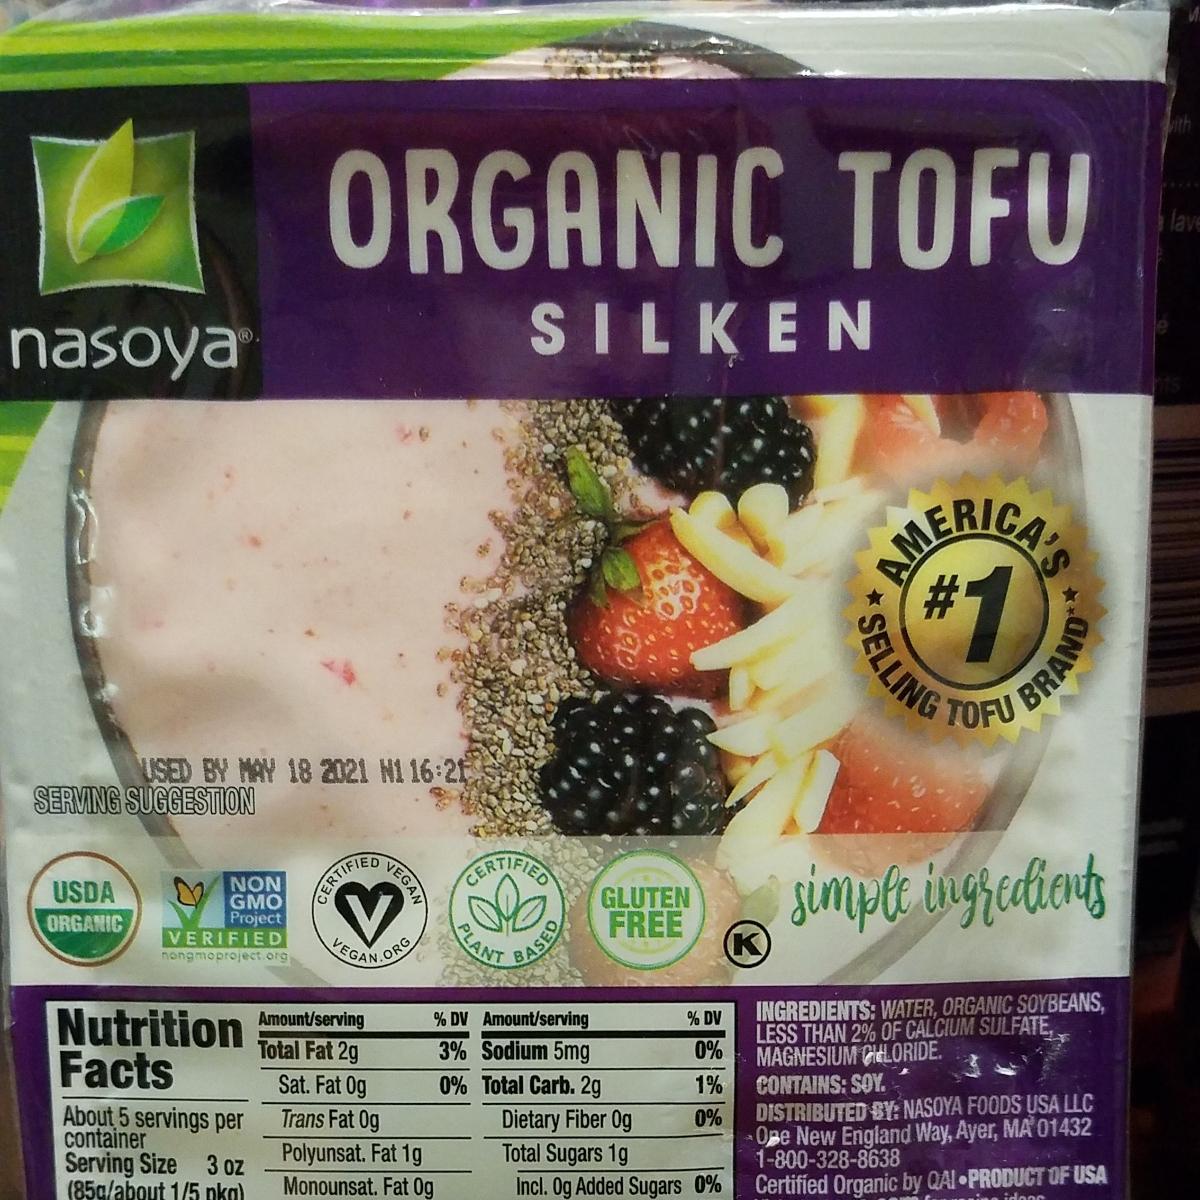 nasoya®
ORGANIC TOFU
SILKEN
AMERICA'S
#1
SELLING TOFU BRAND*
USED BY MAY 18 2021 N1 16:21
SERVING SUGGESTION
USDA
ORGANIC
NON
GMO
Project
VERIFIED
nongmoproject.org
CERTIFIED VEGAN
V
VEGAN.ORG
CERTIFIED
PLANT BASED
GLUTEN
FREE
K
simple ingredients
Nutrition
Facts
About 5 servings per
container
Serving Size 3 oz
(85g/about 1/5 pkg)
Amount/serving % DV
Total Fat 2g 3%
Sat. Fat 0g 0%
Trans Fat 0g
Polyunsat. Fat 1g
Monounsat. Fat 0g
Amount/serving % DV
Sodium 5mg 0%
Total Carb. 2g 1%
Dietary Fiber 0g 0%
Total Sugars 1g
Incl. 0g Added Sugars 0%
INGREDIENTS: WATER, ORGANIC SOYBEANS,
LESS THAN 2% OF CALCIUM SULFATE,
MAGNESIUM CHLORIDE.
CONTAINS: SOY.
DISTRIBUTED BY: NASOYA FOODS USA LLC
One New England Way, Ayer, MA 01432
1-800-328-8638
Certified Organic by QAI • PRODUCT OF USA